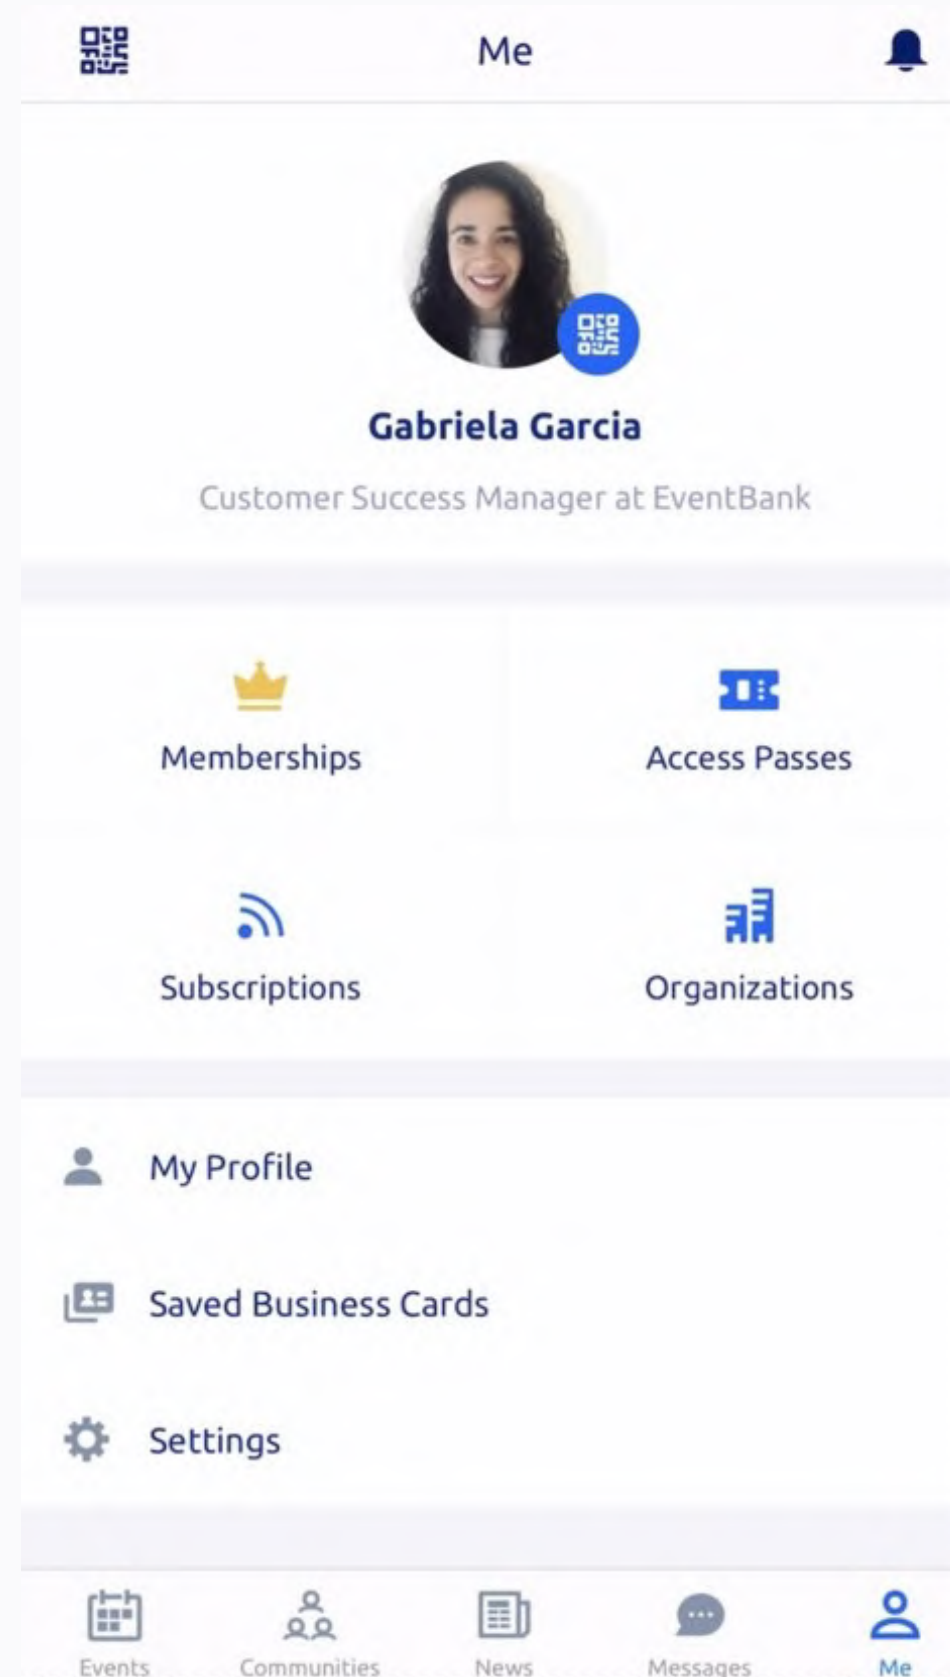 Me
Gabriela Garcia
Customer Success Manager at EventBank
Memberships
Access Passes
Subscriptions
Organizations
My Profile
Saved Business Cards
Settings
Events
Communities
News
Messages
Me